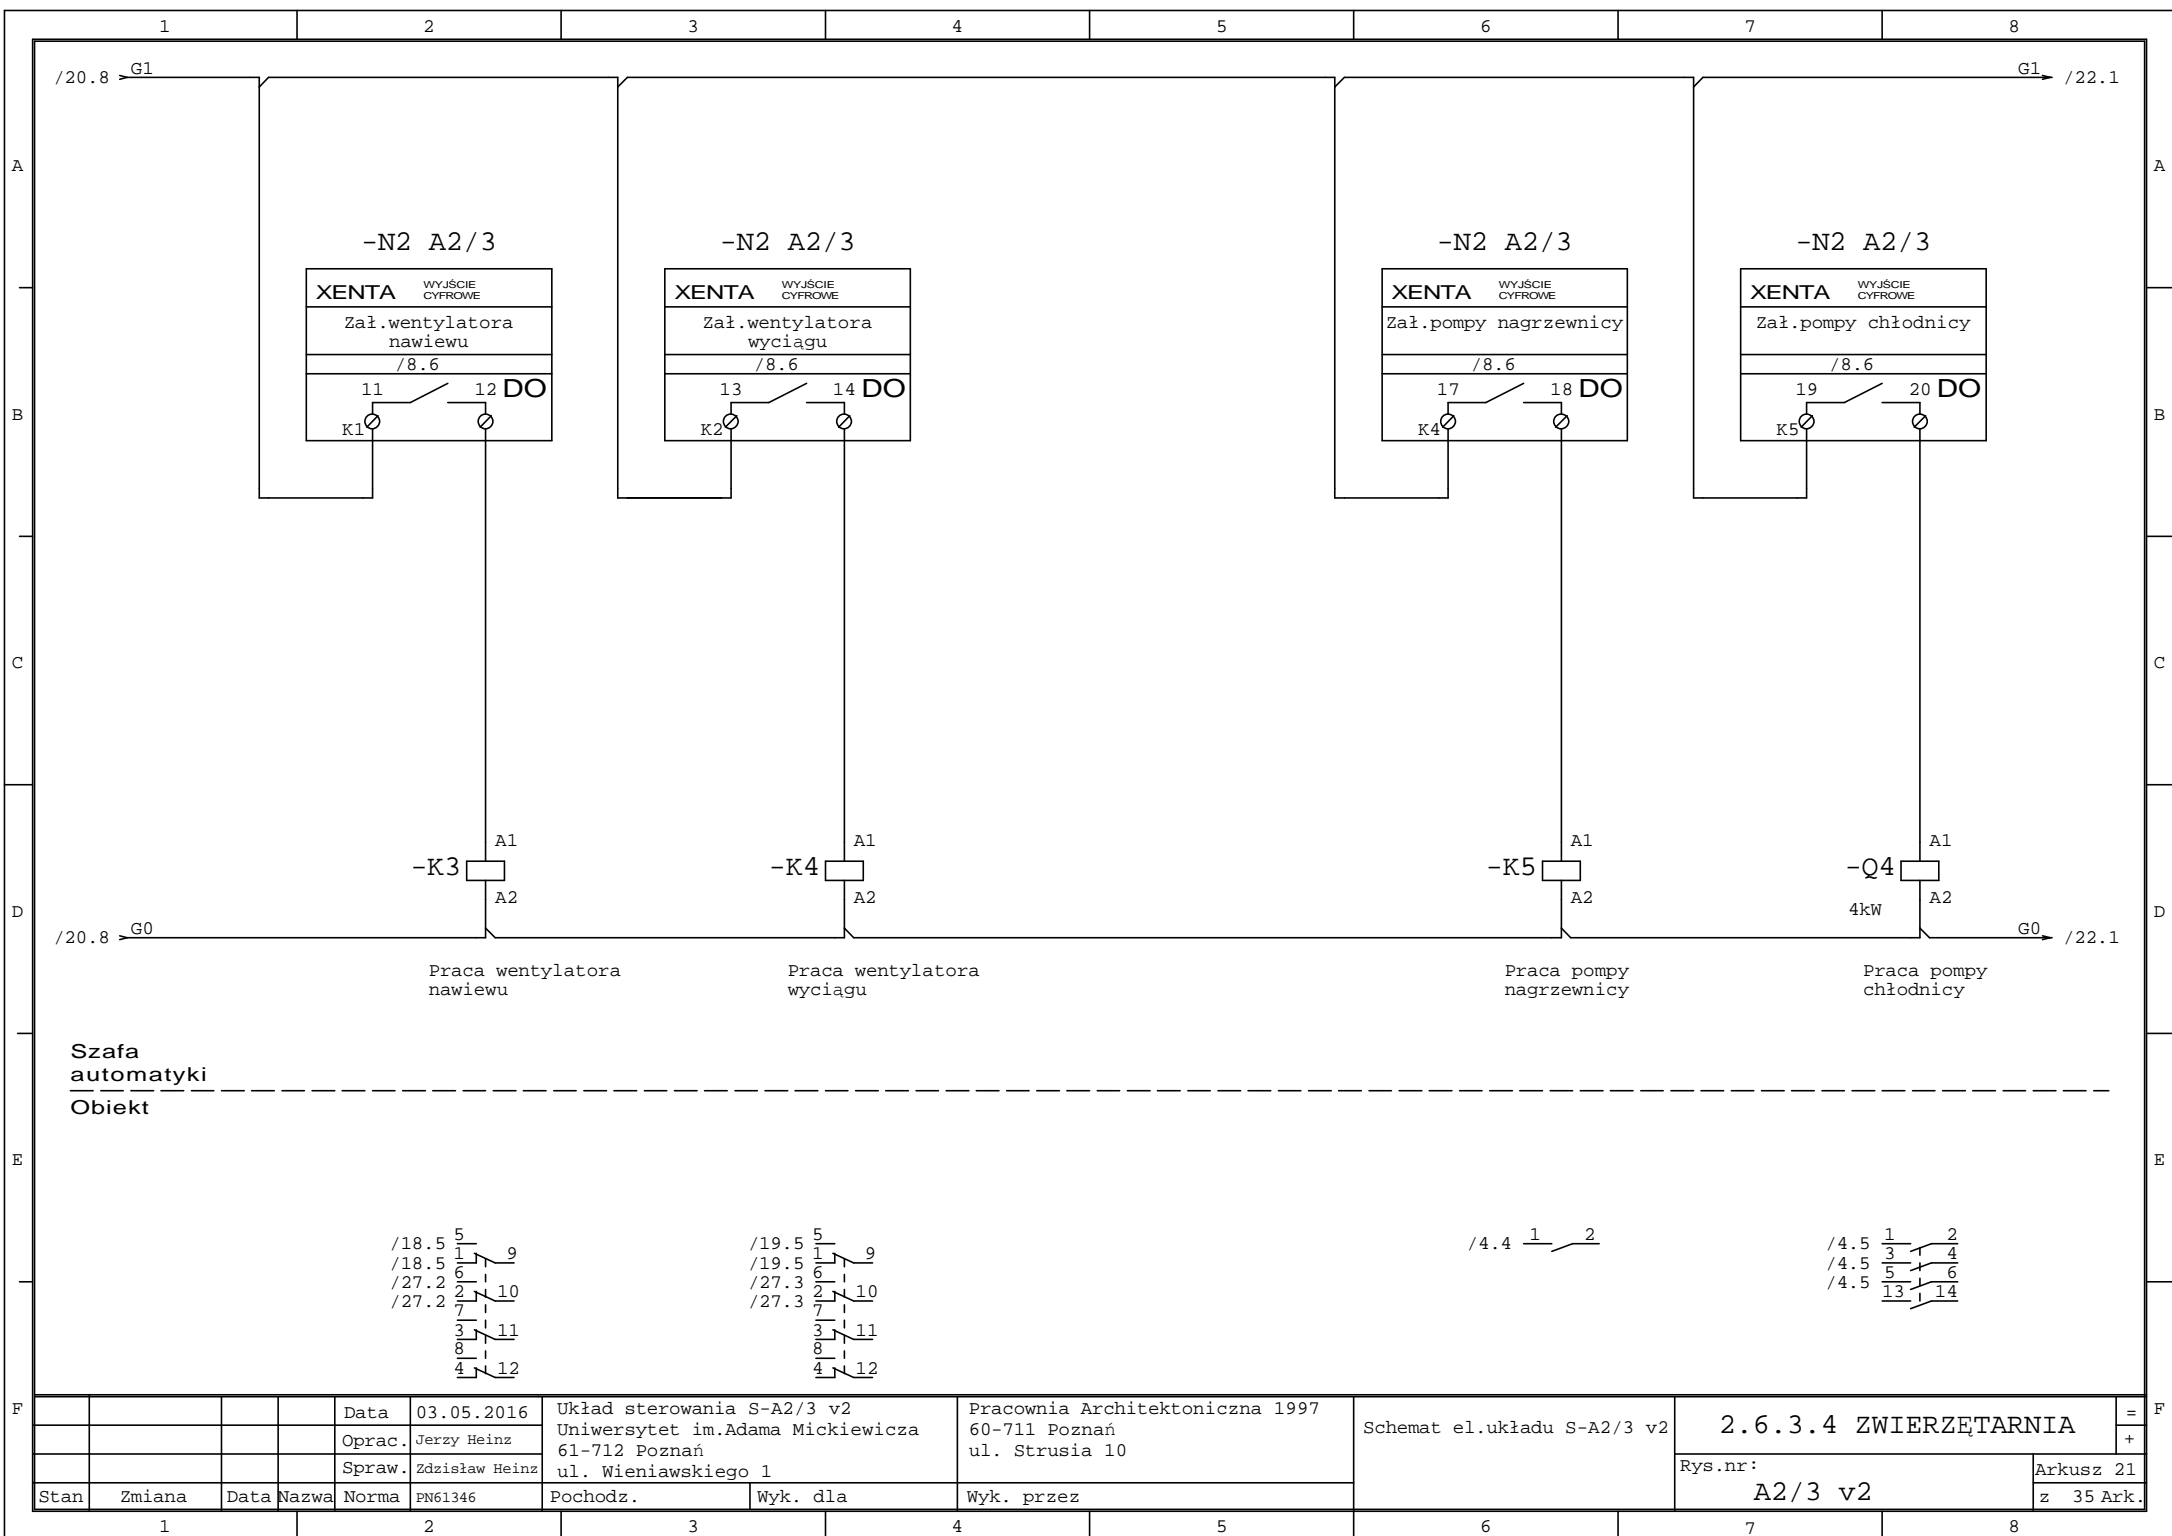 1 2 3 4 5 6 7 8
/20.8 G1
G1 /22.1
A A
-N2 A2/3 -N2 A2/3 -N2 A2/3 -N2 A2/3
XENTA WYJŚCIE CYFROWE
Zał.wentylatora
nawiewu
/8.6
11 12 DO
K1
XENTA WYJŚCIE CYFROWE
Zał.wentylatora
wyciągu
/8.6
13 14 DO
K2
XENTA WYJŚCIE CYFROWE
Zał.pompy nagrzewnicy
/8.6
17 18 DO
K4
XENTA WYJŚCIE CYFROWE
Zał.pompy chłodnicy
/8.6
19 20 DO
K5
B B
C C
A1 A1 A1 A1
-K3 -K4 -K5 -Q4
A2 A2 A2 A2
4kW
D D
/20.8 G0
G0 /22.1
Praca wentylatora
nawiewu
Praca wentylatora
wyciągu
Praca pompy
nagrzewnicy
Praca pompy
chłodnicy
Szafa
automatyki
Obiekt
E E
/18.5 5
/18.5 1 9
/27.2 6
/27.2 2 10
7
3 11
8
4 12
/19.5 5
/19.5 1 9
/27.3 6
/27.3 2 10
7
3 11
8
4 12
/4.4 1 2
/4.5 1 2
/4.5 3 4
/4.5 5 6
13 14
F F
Data 03.05.2016
Oprac. Jerzy Heinz
Spraw. Zdzisław Heinz
Stan Zmiana Data Nazwa Norma PN61346
Układ sterowania S-A2/3 v2
Uniwersytet im.Adama Mickiewicza
61-712 Poznań
ul. Wieniawskiego 1
Pochodz. Wyk. dla
Pracownia Architektoniczna 1997
60-711 Poznań
ul. Strusia 10
Wyk. przez
Schemat el.układu S-A2/3 v2
2.6.3.4 ZWIERZĘTARNIA
=
+
Rys.nr:
A2/3 v2
Arkusz 21
z 35 Ark.
1 2 3 4 5 6 7 8